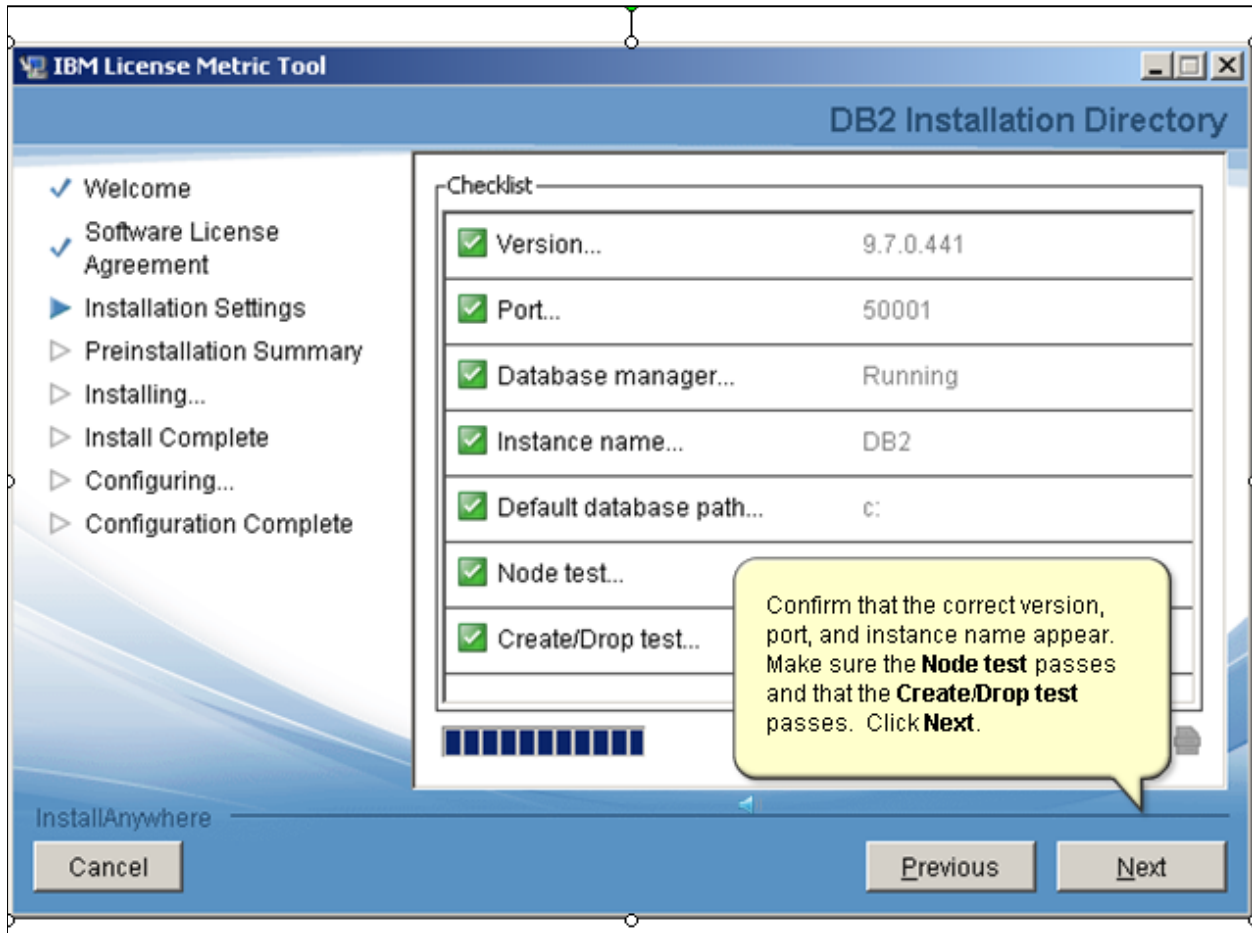 IBM License Metric Tool
DB2 Installation Directory
Welcome
Software License
Agreement
Installation Settings
Preinstallation Summary
Installing...
Install Complete
Configuring...
Configuration Complete
Checklist
Version... 9.7.0.441
Port... 50001
Database manager... Running
Instance name... DB2
Default database path... c:
Node test...
Create/Drop test...
Confirm that the correct version,
port, and instance name appear.
Make sure the Node test passes
and that the Create/Drop test
passes. Click Next.
InstallAnywhere
Cancel
Previous
Next